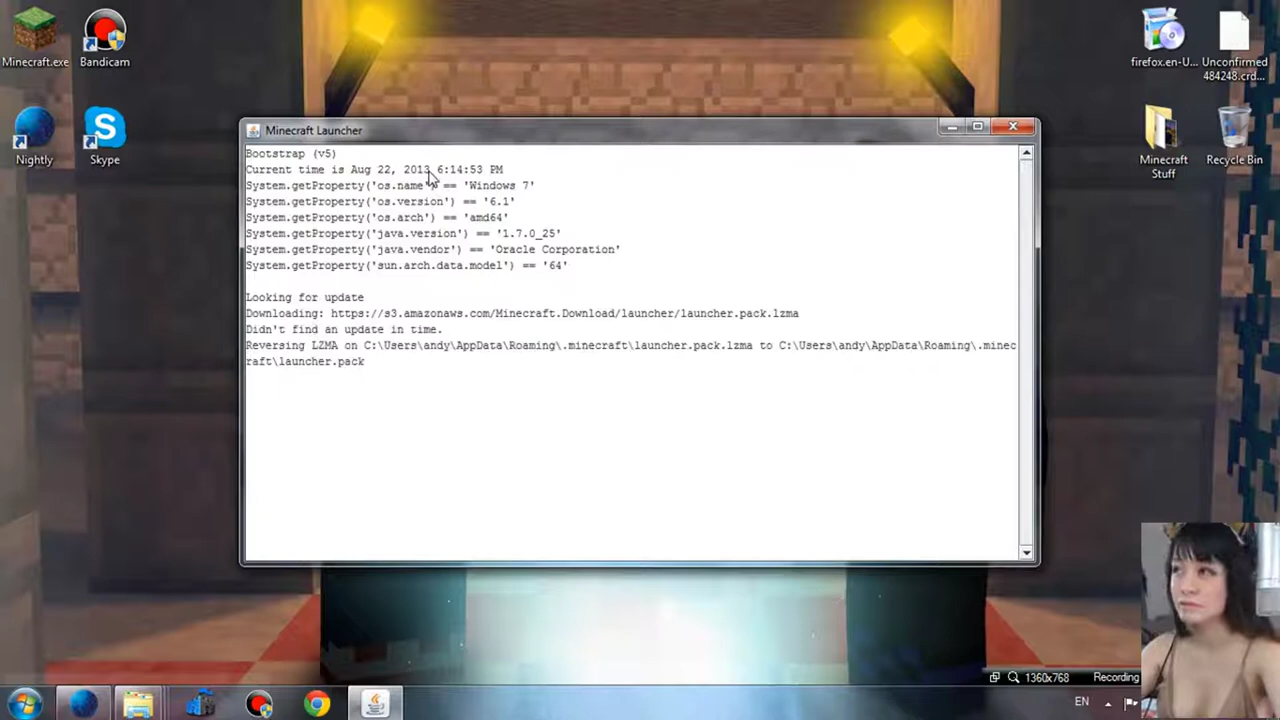 Minecraft.exe
Bandicam
firefox.en-U...
Unconfirmed
484248.crd...
Nightly
Skype
Minecraft
Stuff
Recycle Bin
Minecraft Launcher
Bootstrap (v5)
Current time is Aug 22, 2013 6:14:53 PM
System.getProperty('os.name') == 'Windows 7'
System.getProperty('os.version') == '6.1'
System.getProperty('os.arch') == 'amd64'
System.getProperty('java.version') == '1.7.0_25'
System.getProperty('java.vendor') == 'Oracle Corporation'
System.getProperty('sun.arch.data.model') == '64'
Looking for update
Downloading: https://s3.amazonaws.com/Minecraft.Download/launcher/launcher.pack.lzma
Didn't find an update in time.
Reversing LZMA on C:\Users\andy\AppData\Roaming\.minecraft\launcher.pack.lzma to C:\Users\andy\AppData\Roaming\.minec
raft\launcher.pack
1360x768
Recording
EN